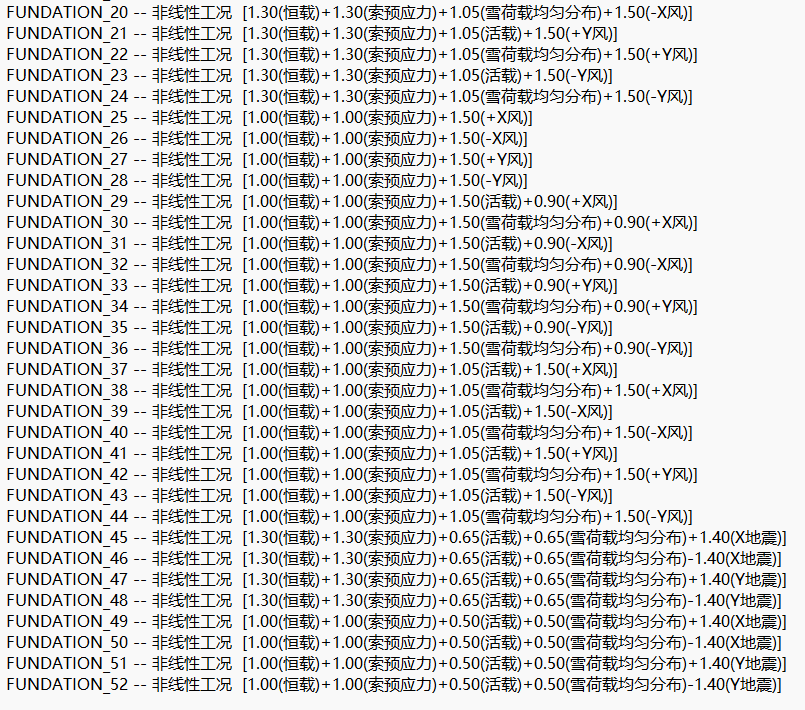 FUNDATION_20 -- 非线性工况  [1.30(恒载)+1.30(索预应力)+1.05(雪荷载均匀分布)+1.50(-X风)]
FUNDATION_21 -- 非线性工况  [1.30(恒载)+1.30(索预应力)+1.05(活载)+1.50(+Y风)]
FUNDATION_22 -- 非线性工况  [1.30(恒载)+1.30(索预应力)+1.05(雪荷载均匀分布)+1.50(+Y风)]
FUNDATION_23 -- 非线性工况  [1.30(恒载)+1.30(索预应力)+1.05(活载)+1.50(-Y风)]
FUNDATION_24 -- 非线性工况  [1.30(恒载)+1.30(索预应力)+1.05(雪荷载均匀分布)+1.50(-Y风)]
FUNDATION_25 -- 非线性工况  [1.00(恒载)+1.00(索预应力)+1.50(+X风)]
FUNDATION_26 -- 非线性工况  [1.00(恒载)+1.00(索预应力)+1.50(-X风)]
FUNDATION_27 -- 非线性工况  [1.00(恒载)+1.00(索预应力)+1.50(+Y风)]
FUNDATION_28 -- 非线性工况  [1.00(恒载)+1.00(索预应力)+1.50(-Y风)]
FUNDATION_29 -- 非线性工况  [1.00(恒载)+1.00(索预应力)+1.50(活载)+0.90(+X风)]
FUNDATION_30 -- 非线性工况  [1.00(恒载)+1.00(索预应力)+1.50(雪荷载均匀分布)+0.90(+X风)]
FUNDATION_31 -- 非线性工况  [1.00(恒载)+1.00(索预应力)+1.50(活载)+0.90(-X风)]
FUNDATION_32 -- 非线性工况  [1.00(恒载)+1.00(索预应力)+1.50(雪荷载均匀分布)+0.90(-X风)]
FUNDATION_33 -- 非线性工况  [1.00(恒载)+1.00(索预应力)+1.50(活载)+0.90(+Y风)]
FUNDATION_34 -- 非线性工况  [1.00(恒载)+1.00(索预应力)+1.50(雪荷载均匀分布)+0.90(+Y风)]
FUNDATION_35 -- 非线性工况  [1.00(恒载)+1.00(索预应力)+1.50(活载)+0.90(-Y风)]
FUNDATION_36 -- 非线性工况  [1.00(恒载)+1.00(索预应力)+1.50(雪荷载均匀分布)+0.90(-Y风)]
FUNDATION_37 -- 非线性工况  [1.00(恒载)+1.00(索预应力)+1.05(活载)+1.50(+X风)]
FUNDATION_38 -- 非线性工况  [1.00(恒载)+1.00(索预应力)+1.05(雪荷载均匀分布)+1.50(+X风)]
FUNDATION_39 -- 非线性工况  [1.00(恒载)+1.00(索预应力)+1.05(活载)+1.50(-X风)]
FUNDATION_40 -- 非线性工况  [1.00(恒载)+1.00(索预应力)+1.05(雪荷载均匀分布)+1.50(-X风)]
FUNDATION_41 -- 非线性工况  [1.00(恒载)+1.00(索预应力)+1.05(活载)+1.50(+Y风)]
FUNDATION_42 -- 非线性工况  [1.00(恒载)+1.00(索预应力)+1.05(雪荷载均匀分布)+1.50(+Y风)]
FUNDATION_43 -- 非线性工况  [1.00(恒载)+1.00(索预应力)+1.05(活载)+1.50(-Y风)]
FUNDATION_44 -- 非线性工况  [1.00(恒载)+1.00(索预应力)+1.05(雪荷载均匀分布)+1.50(-Y风)]
FUNDATION_45 -- 非线性工况  [1.30(恒载)+1.30(索预应力)+0.65(活载)+0.65(雪荷载均匀分布)+1.40(X地震)]
FUNDATION_46 -- 非线性工况  [1.30(恒载)+1.30(索预应力)+0.65(活载)+0.65(雪荷载均匀分布)-1.40(X地震)]
FUNDATION_47 -- 非线性工况  [1.30(恒载)+1.30(索预应力)+0.65(活载)+0.65(雪荷载均匀分布)+1.40(Y地震)]
FUNDATION_48 -- 非线性工况  [1.30(恒载)+1.30(索预应力)+0.65(活载)+0.65(雪荷载均匀分布)-1.40(Y地震)]
FUNDATION_49 -- 非线性工况  [1.00(恒载)+1.00(索预应力)+0.50(活载)+0.50(雪荷载均匀分布)+1.40(X地震)]
FUNDATION_50 -- 非线性工况  [1.00(恒载)+1.00(索预应力)+0.50(活载)+0.50(雪荷载均匀分布)-1.40(X地震)]
FUNDATION_51 -- 非线性工况  [1.00(恒载)+1.00(索预应力)+0.50(活载)+0.50(雪荷载均匀分布)+1.40(Y地震)]
FUNDATION_52 -- 非线性工况  [1.00(恒载)+1.00(索预应力)+0.50(活载)+0.50(雪荷载均匀分布)-1.40(Y地震)]